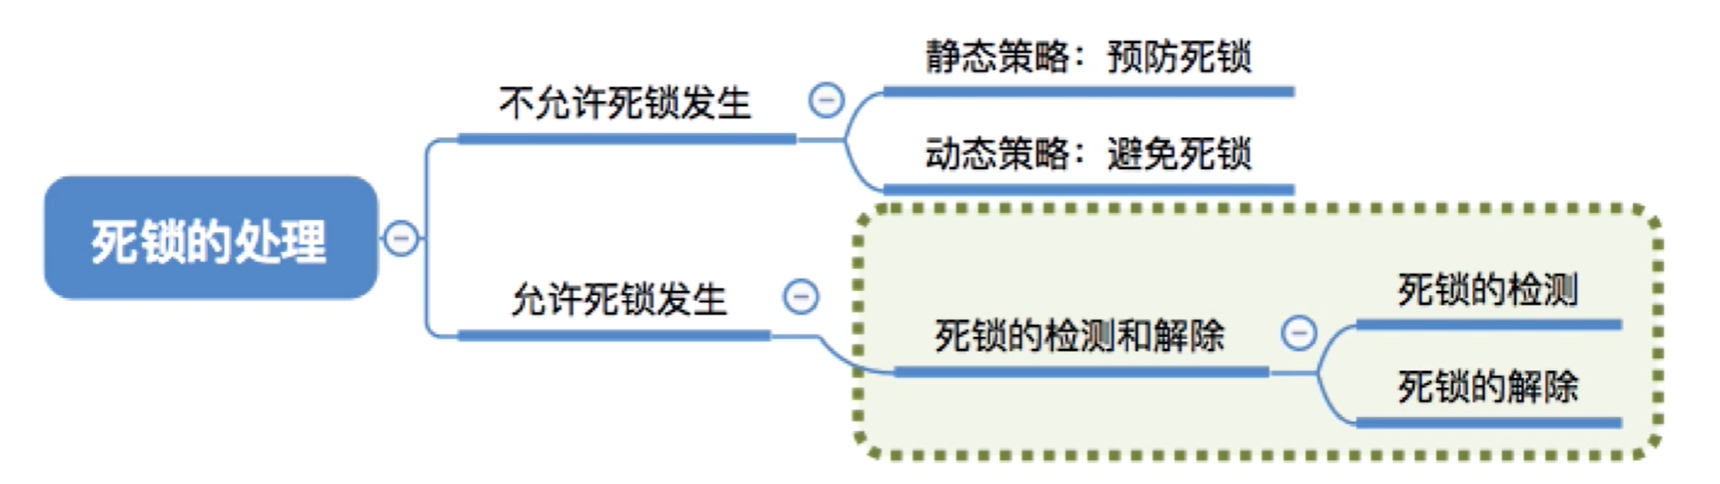 死锁的处理
不允许死锁发生
静态策略：预防死锁
动态策略：避免死锁
允许死锁发生
死锁的检测和解除
死锁的检测
死锁的解除